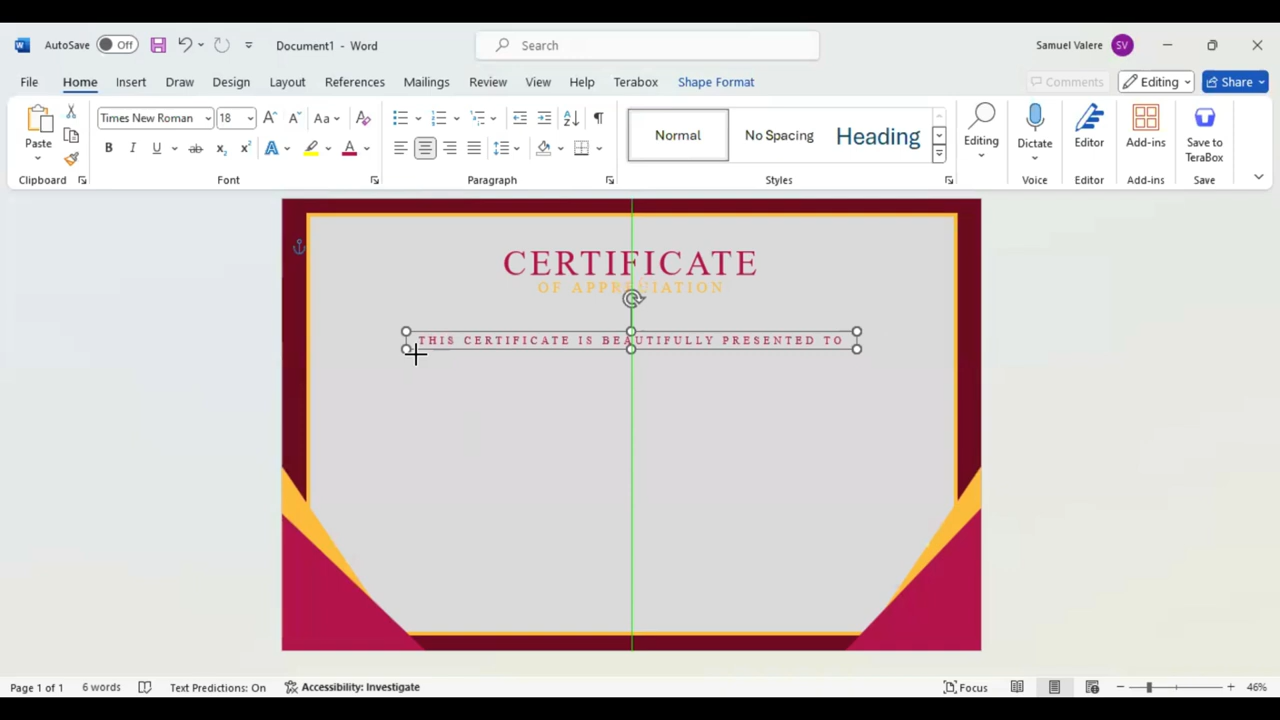 AutoSave Off Document1 - Word Search Samuel Valere SV
File Home Insert Draw Design Layout References Mailings Review View Help Terabox Shape Format Comments Editing Share
Paste Times New Roman 18 Aa Normal No Spacing Heading Editing Dictate Editor Add-ins Save to TeraBox
Clipboard Font Paragraph Styles Voice Editor Add-ins Save
CERTIFICATE
OF APPRECIATION
THIS CERTIFICATE IS BEAUTIFULLY PRESENTED TO
Page 1 of 1 6 words Text Predictions: On Accessibility: Investigate Focus 46%